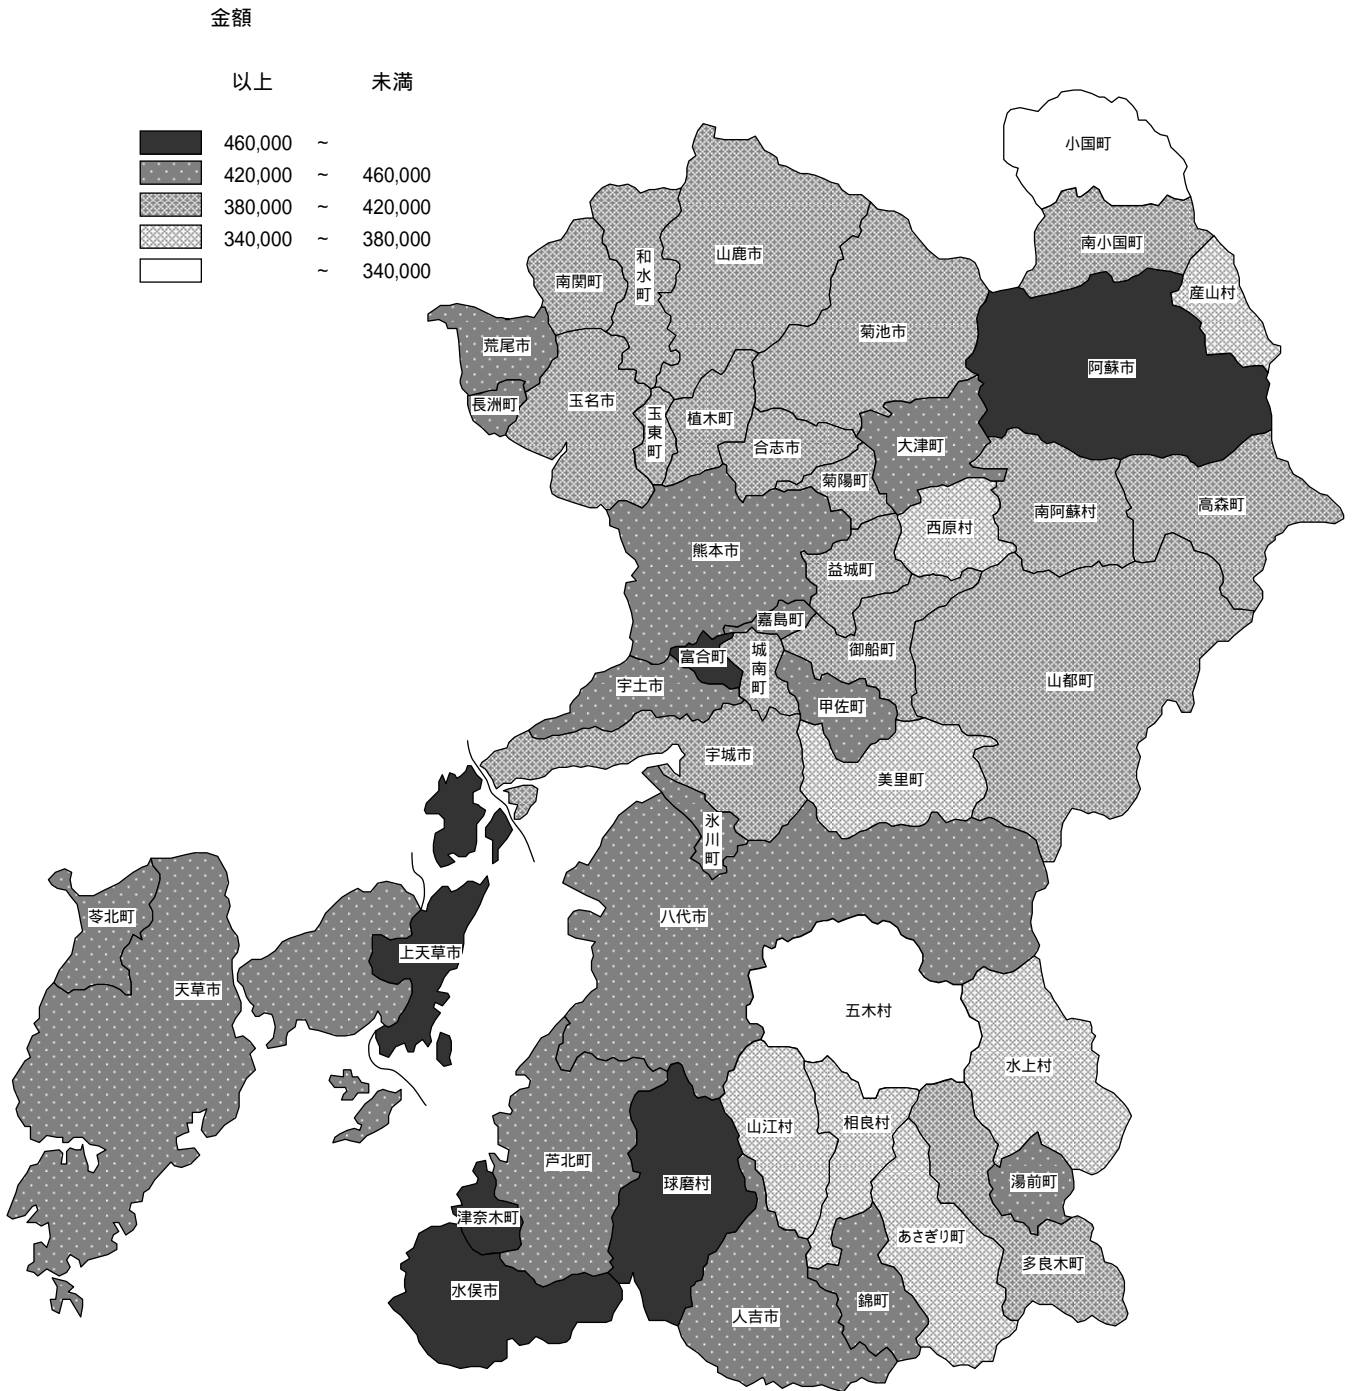 金額
以上 未満
460,000 ~
420,000 ~ 460,000
380,000 ~ 420,000
340,000 ~ 380,000
~ 340,000
小国町
南小国町
産山村
阿蘇市
山鹿市
和水町
南関町
菊池市
荒尾市
長洲町
玉名市
玉東町
植木町
合志市
大津町
菊陽町
南阿蘇村
高森町
西原村
熊本市
益城町
嘉島町
御船町
富合町
城南町
山都町
宇土市
甲佐町
宇城市
美里町
氷川町
八代市
苓北町
上天草市
天草市
五木村
水上村
山江村
相良村
芦北町
球磨村
湯前町
津奈木町
あさぎり町
多良木町
水俣市
錦町
人吉市